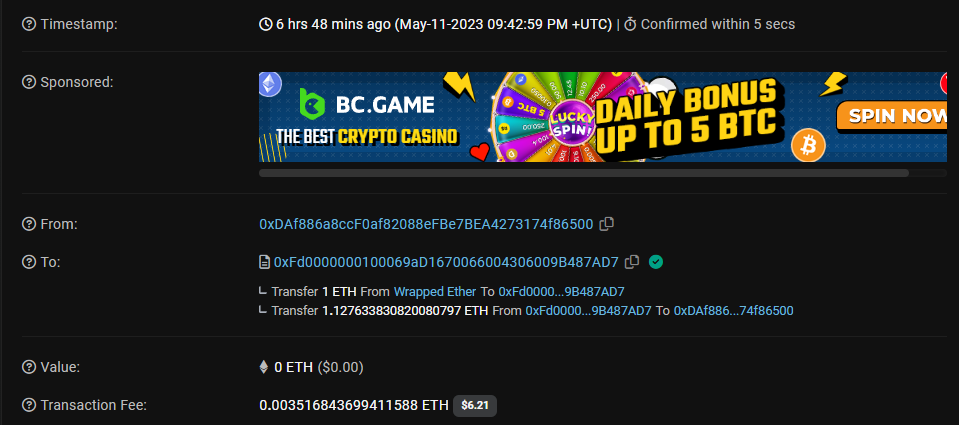 Timestamp: 6 hrs 48 mins ago (May-11-2023 09:42:59 PM +UTC) | Confirmed within 5 secs
Sponsored:
BC.GAME
THE BEST CRYPTO CASINO
LUCKY
SPIN!
DAILY BONUS
UP TO 5 BTC
SPIN NOW
From: 0xDAf886a8ccF0af82088eFBe7BEA4273174f86500
To: 0xFd0000000100069aD1670066004306009B487AD7
Transfer 1 ETH From Wrapped Ether To 0xFd0000...9B487AD7
Transfer 1.127633830820080797 ETH From 0xFd0000...9B487AD7 To 0xDAf886...74f86500
Value: 0 ETH ($0.00)
Transaction Fee: 0.003516843699411588 ETH $6.21